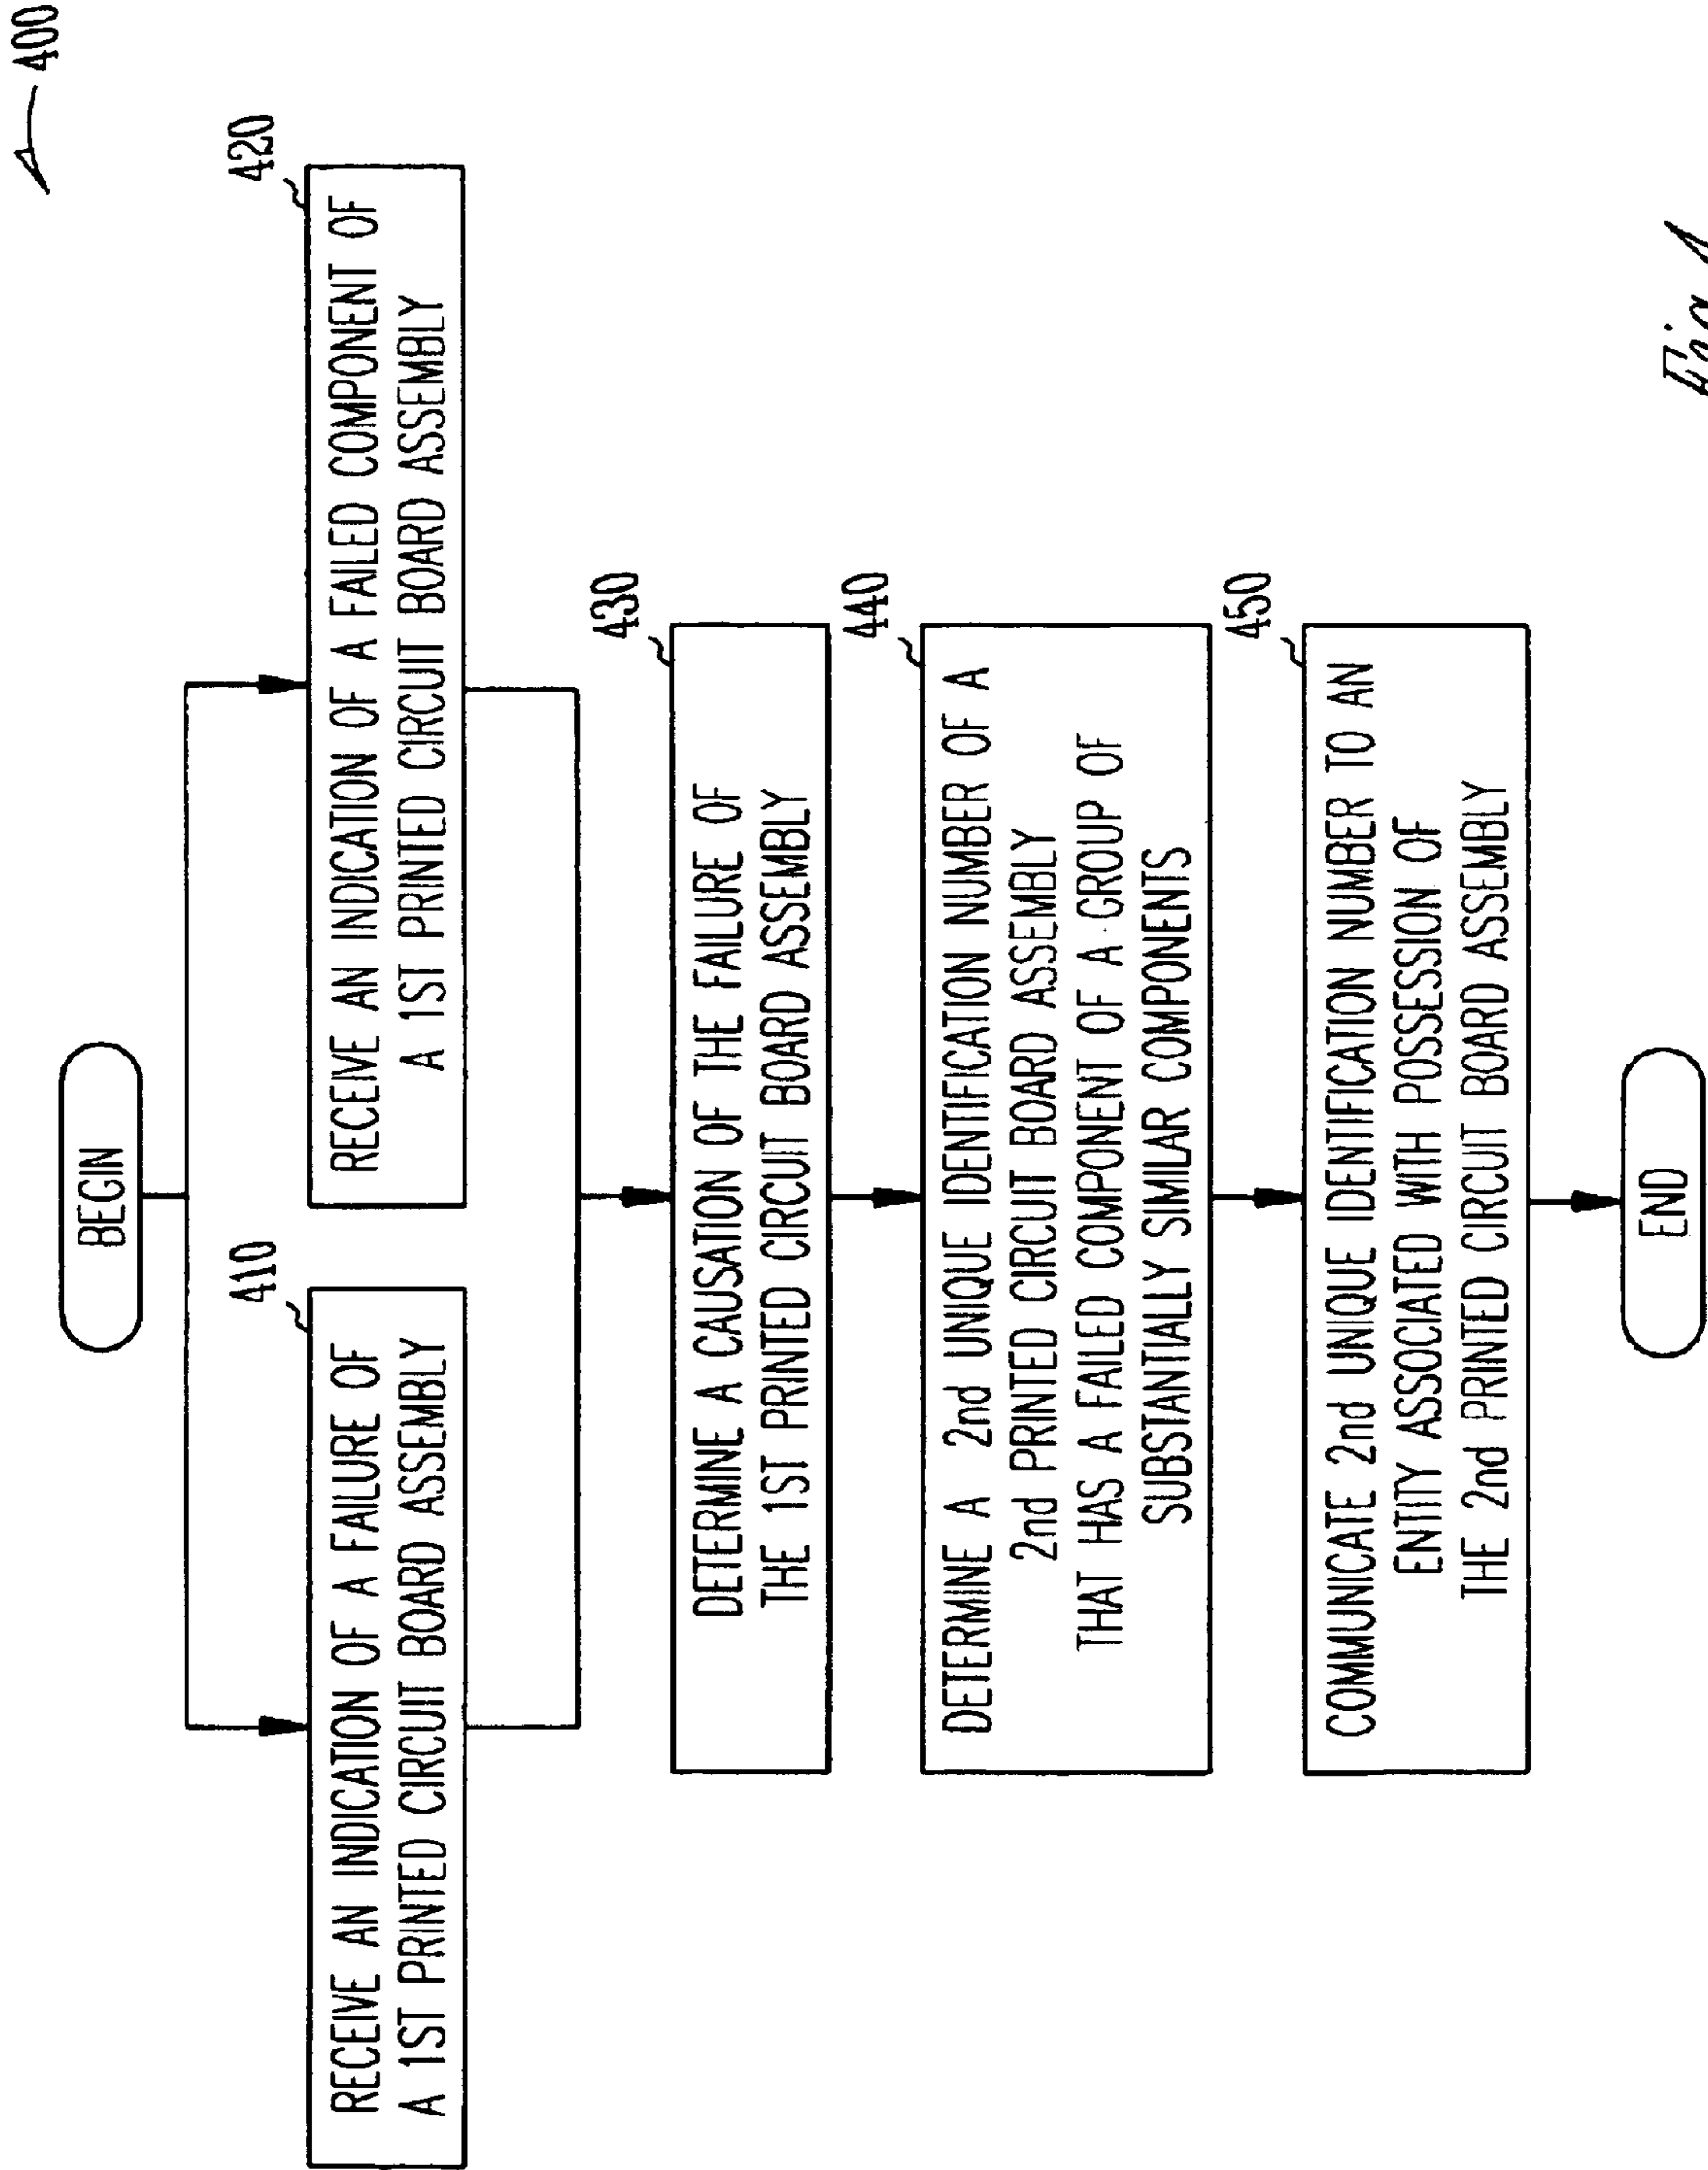 400
BEGIN
410
RECEIVE AN INDICATION OF A FAILURE OF
A 1ST PRINTED CIRCUIT BOARD ASSEMBLY
420
RECEIVE AN INDICATION OF A FAILED COMPONENT OF
A 1ST PRINTED CIRCUIT BOARD ASSEMBLY
430
DETERMINE A CAUSATION OF THE FAILURE OF
THE 1ST PRINTED CIRCUIT BOARD ASSEMBLY
440
DETERMINE A 2nd UNIQUE IDENTIFICATION NUMBER OF A
2nd PRINTED CIRCUIT BOARD ASSEMBLY
THAT HAS A FAILED COMPONENT OF A GROUP OF
SUBSTANTIALLY SIMILAR COMPONENTS
450
COMMUNICATE 2nd UNIQUE IDENTIFICATION NUMBER TO AN
ENTITY ASSOCIATED WITH POSSESSION OF
THE 2nd PRINTED CIRCUIT BOARD ASSEMBLY
END